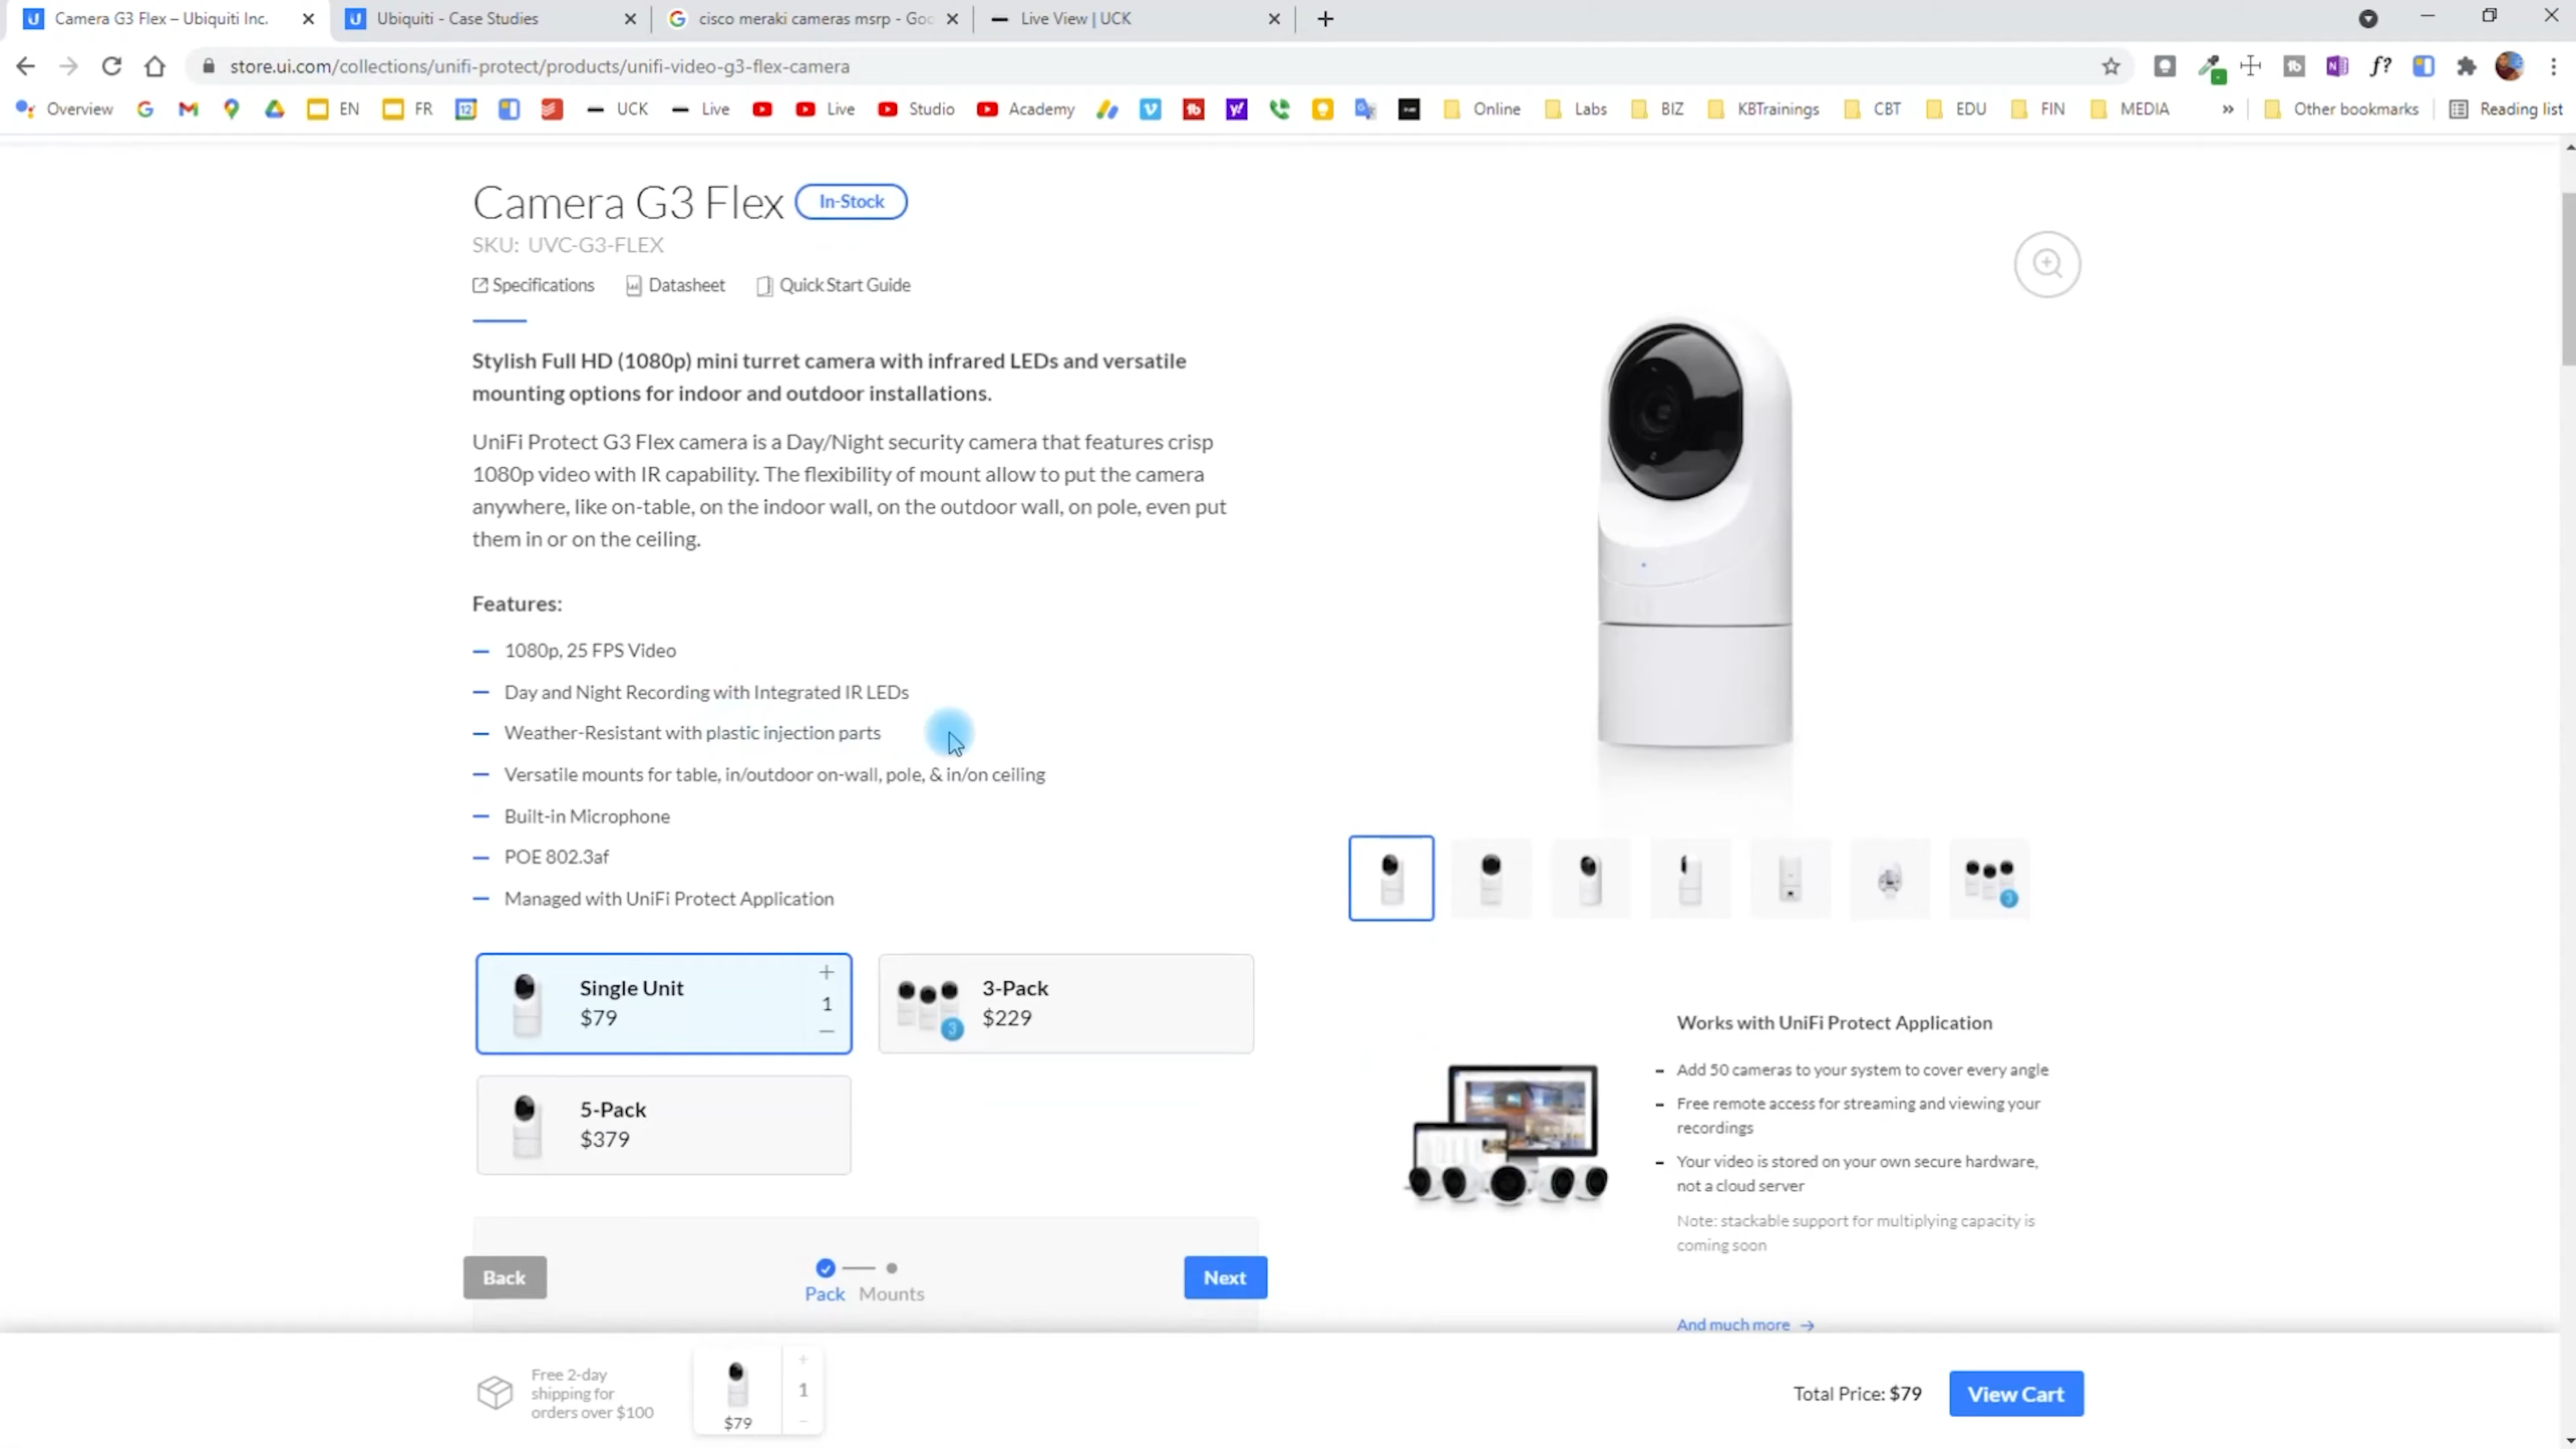 Camera G3 Flex – Ubiquiti Inc.
Ubiquiti - Case Studies
cisco meraki cameras msrp - Goo
Live View | UCK
store.ui.com/collections/unifi-protect/products/unifi-video-g3-flex-camera
Overview EN FR 12 UCK Live Live Studio Academy Online Labs BIZ KBTrainings CBT EDU FIN MEDIA » Other bookmarks Reading list
Camera G3 Flex In-Stock
SKU: UVC-G3-FLEX
Specifications Datasheet Quick Start Guide
Stylish Full HD (1080p) mini turret camera with infrared LEDs and versatile
mounting options for indoor and outdoor installations.
UniFi Protect G3 Flex camera is a Day/Night security camera that features crisp
1080p video with IR capability. The flexibility of mount allow to put the camera
anywhere, like on-table, on the indoor wall, on the outdoor wall, on pole, even put
them in or on the ceiling.
Features:
1080p, 25 FPS Video
Day and Night Recording with Integrated IR LEDs
Weather-Resistant with plastic injection parts
Versatile mounts for table, in/outdoor on-wall, pole, & in/on ceiling
Built-in Microphone
POE 802.3af
Managed with UniFi Protect Application
Single Unit
$79
+
1
−
3-Pack
$229
3
5-Pack
$379
3
Works with UniFi Protect Application
- Add 50 cameras to your system to cover every angle
- Free remote access for streaming and viewing your
recordings
- Your video is stored on your own secure hardware,
not a cloud server
Note: stackable support for multiplying capacity is
coming soon
And much more →
Back
Pack Mounts
Next
Free 2-day
shipping for
orders over $100
$79
+
1
−
Total Price: $79
View Cart